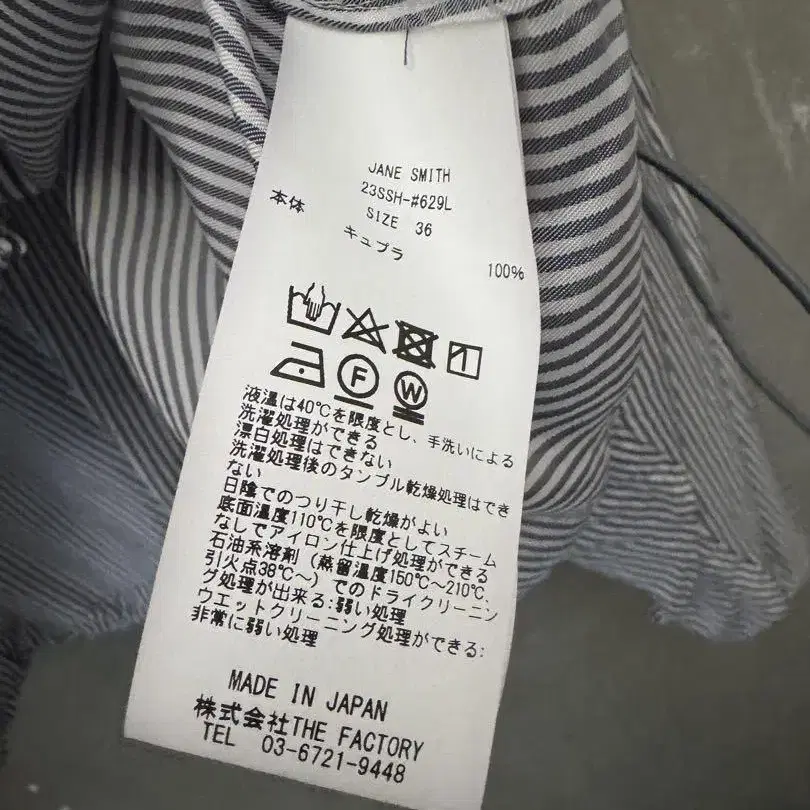 JANE SMITH
23SSH-#629L
SIZE 36
本体
キュプラ
100%
F
W
液温は40℃を限度とし、手洗いによる
洗濯処理ができる
漂白処理はできない
洗濯処理後のタンブル乾燥処理はでき
ない
日陰でのつり干し乾燥がよい
底面温度110℃を限度としてスチーム
なしでアイロン仕上げ処理ができる
石油系溶剤(蒸留温度150℃~210℃、
引火点38℃~)でのドライクリーニン
グ処理が出来る:弱い処理
ウエットクリーニング処理ができる:
非常に弱い処理
MADE IN JAPAN
株式会社THE FACTORY
TEL 03-6721-9448